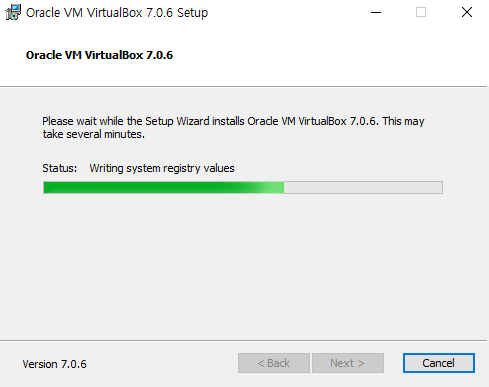 Oracle VM VirtualBox 7.0.6 Setup
Oracle VM VirtualBox 7.0.6
Please wait while the Setup Wizard installs Oracle VM VirtualBox 7.0.6. This may
take several minutes.
Status: Writing system registry values
Version 7.0.6 < Back Next > Cancel